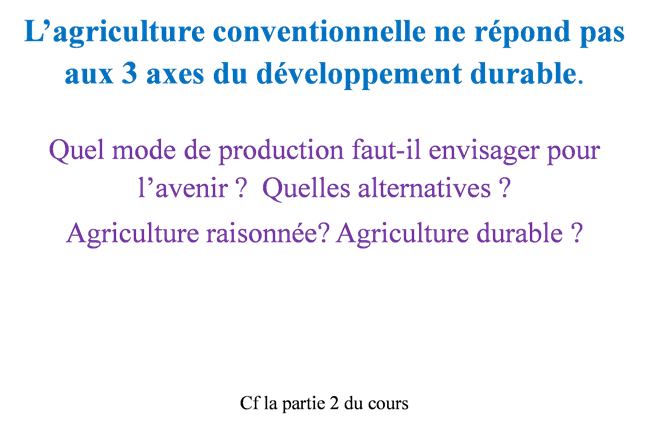 L’agriculture conventionnelle ne répond pas
aux 3 axes du développement durable.
Quel mode de production faut-il envisager pour
l’avenir ? Quelles alternatives ?
Agriculture raisonnée? Agriculture durable ?
Cf la partie 2 du cours